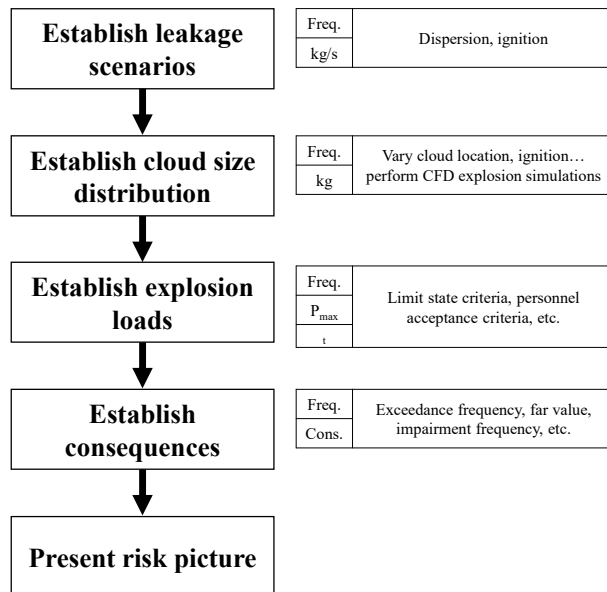 Establish leakage
scenarios
Freq.
kg/s
Dispersion, ignition
Establish cloud size
distribution
Freq.
kg
Vary cloud location, ignition…
perform CFD explosion simulations
Establish explosion
loads
Freq.
Pmax
t
Limit state criteria, personnel
acceptance criteria, etc.
Establish
consequences
Freq.
Cons.
Exceedance frequency, far value,
impairment frequency, etc.
Present risk picture